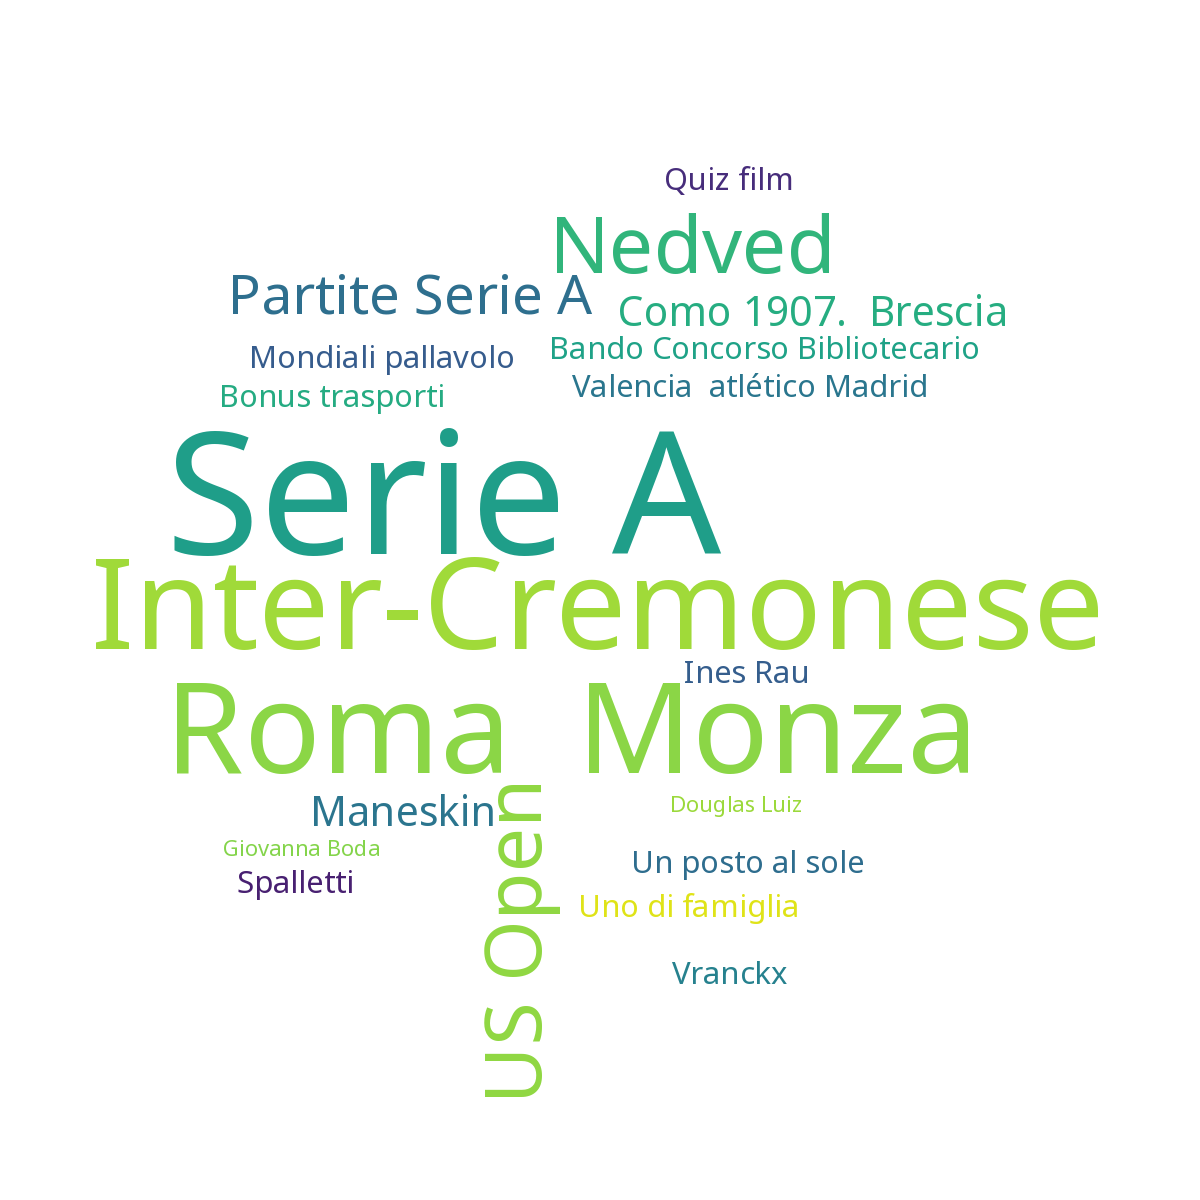 Quiz film
Nedved
Partite Serie A
Como 1907.  Brescia
Mondiali pallavolo
Bando Concorso Bibliotecario
Bonus trasporti
Valencia  atlético Madrid
Serie A
Inter-Cremonese
Ines Rau
Roma  Monza
Maneskin
Douglas Luiz
US Open
Giovanna Boda
Un posto al sole
Spalletti
Uno di famiglia
Vranckx